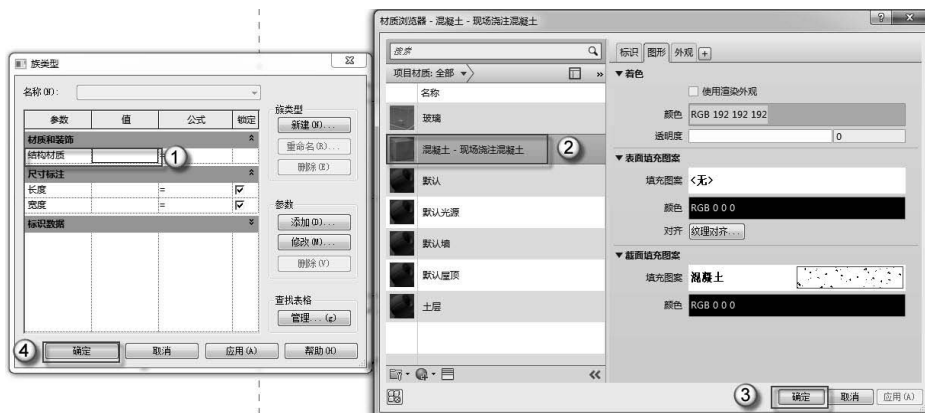 族类型
名称(N):
参数 值 公式 锁定
材质和装饰
结构材质 =
尺寸标注
长度 =
宽度 =
标识数据
族类型
新建(N)...
重命名(R)...
删除(E)
参数
添加(D)...
修改(M)...
删除(V)
查找表格
管理...(G)
确定 取消 应用(A) 帮助(H)
①
④
材质浏览器 - 混凝土 - 现场浇注混凝土
搜索
项目材质: 全部
名称
玻璃
混凝土 - 现场浇注混凝土
②
默认
默认光源
默认墙
默认屋顶
土层
标识 图形 外观 +
▼着色
使用渲染外观
颜色 RGB 192 192 192
透明度 0
▼表面填充图案
填充图案 <无>
颜色 RGB 0 0 0
对齐 纹理对齐...
▼截面填充图案
填充图案 混凝土
颜色 RGB 0 0 0
③
确定 取消 应用(A)